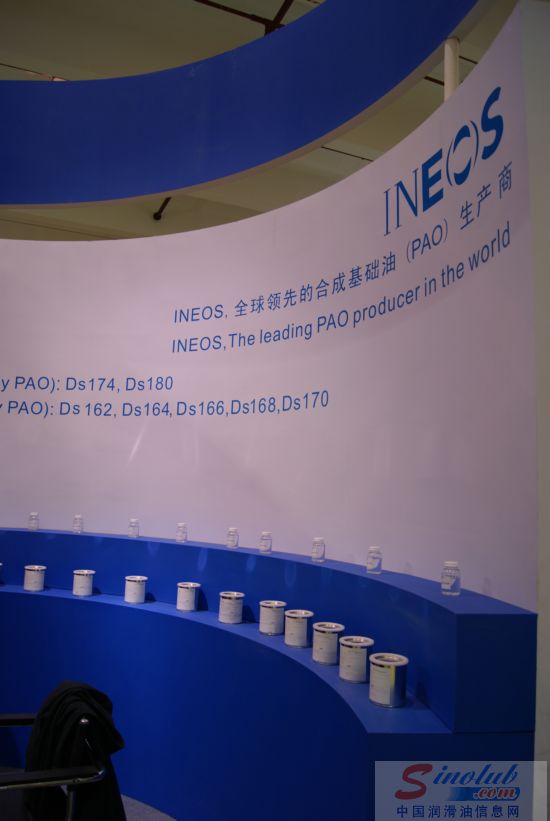 INEOS
INEOS, 全球领先的合成基础油（PAO）生产商
INEOS,The leading PAO producer in the world
y PAO): Ds174, Ds180
y PAO): Ds 162, Ds164, Ds166,Ds168,Ds170
Sinolub
.com
中国润滑油信息网